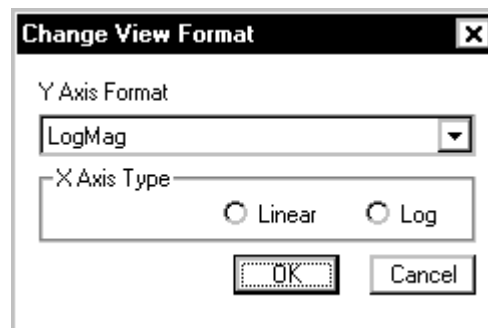 Change View Format
Y Axis Format
LogMag
X Axis Type
Linear Log
OK Cancel